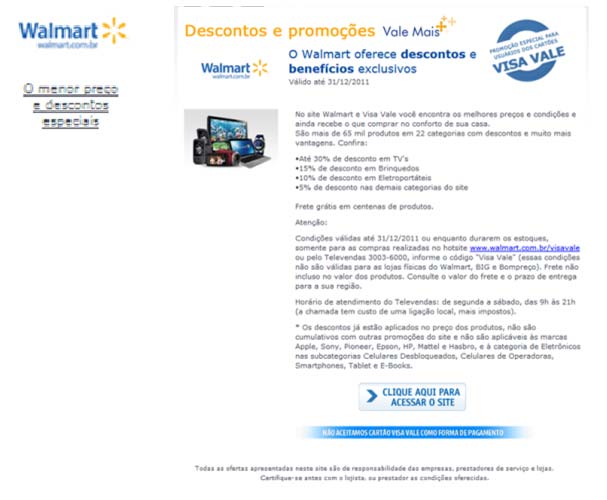 Walmart
walmart.com.br
O menor preço
e descontos
especiais
Descontos e promoções Vale Mais
Walmart
walmart.com.br
O Walmart oferece descontos e
benefícios exclusivos
Válido até 31/12/2011
PROMOÇÃO ESPECIAL PARA
USUÁRIOS DOS CARTÕES
VISA VALE
No site Walmart e Visa Vale você encontra os melhores preços e condições e
ainda recebe o que comprar no conforto de sua casa.
São mais de 65 mil produtos em 22 categorias com descontos e muito mais
vantagens. Confira:
•Até 30% de desconto em TV's
•15% de desconto em Brinquedos
•10% de desconto em Eletroportáteis
•5% de desconto nas demais categorias do site
Frete grátis em centenas de produtos.
Atenção:
Condições válidas até 31/12/2011 ou enquanto durarem os estoques,
somente para as compras realizadas no hotsite www.walmart.com.br/visavale
ou pelo Televendas 3003-6000, informe o código "Visa Vale" (essas condições
não são válidas para as lojas físicas do Walmart, BIG e Bompreço). Frete não
incluso no valor dos produtos. Consulte o valor do frete e o prazo de entrega
para a sua região.
Horário de atendimento do Televendas: de segunda a sábado, das 9h às 21h
(a chamada tem custo de uma ligação local, mais impostos).
* Os descontos já estão aplicados no preço dos produtos, não são
cumulativos com outras promoções do site e não são aplicáveis às marcas
Apple, Sony, Pioneer, Epson, HP, Mattel e Hasbro, e à categoria de Eletrônicos
nas subcategorias Celulares Desbloqueados, Celulares de Operadoras,
Smartphones, Tablet e E-Books.
CLIQUE AQUI PARA
ACESSAR O SITE
NÃO ACEITAMOS CARTÃO VISA VALE COMO FORMA DE PAGAMENTO
Todas as ofertas apresentadas neste site são de responsabilidade das empresas, prestadores de serviço e lojas.
Certifique-se antes com o lojista, ou prestador as condições oferecidas.